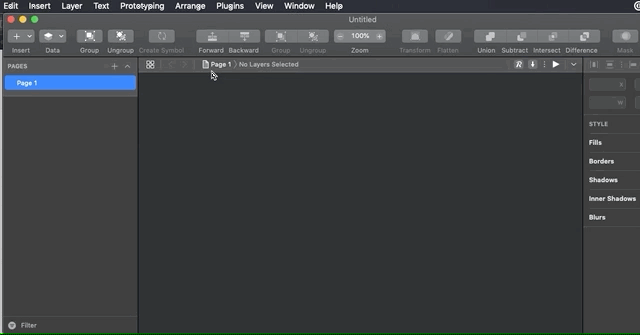 Edit Insert Layer Text Prototyping Arrange Plugins View Window Help
Untitled
100%
Insert Data Group Ungroup Create Symbol Forward Backward Group Ungroup Zoom Transform Flatten Union Subtract Intersect Difference Mask
PAGES
Page 1 No Layers Selected
Page 1
X
W
STYLE
Fills
Borders
Shadows
Inner Shadows
Blurs
Filter